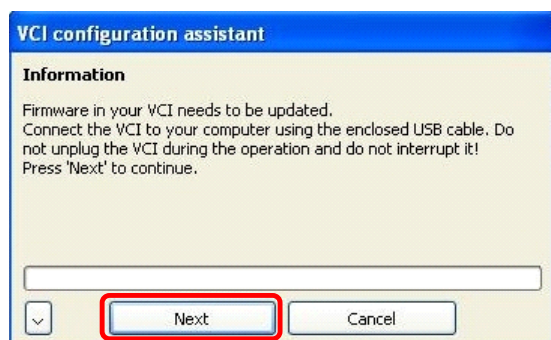 VCI configuration assistant
Information
Firmware in your VCI needs to be updated.
Connect the VCI to your computer using the enclosed USB cable. Do
not unplug the VCI during the operation and do not interrupt it!
Press 'Next' to continue.
Next Cancel